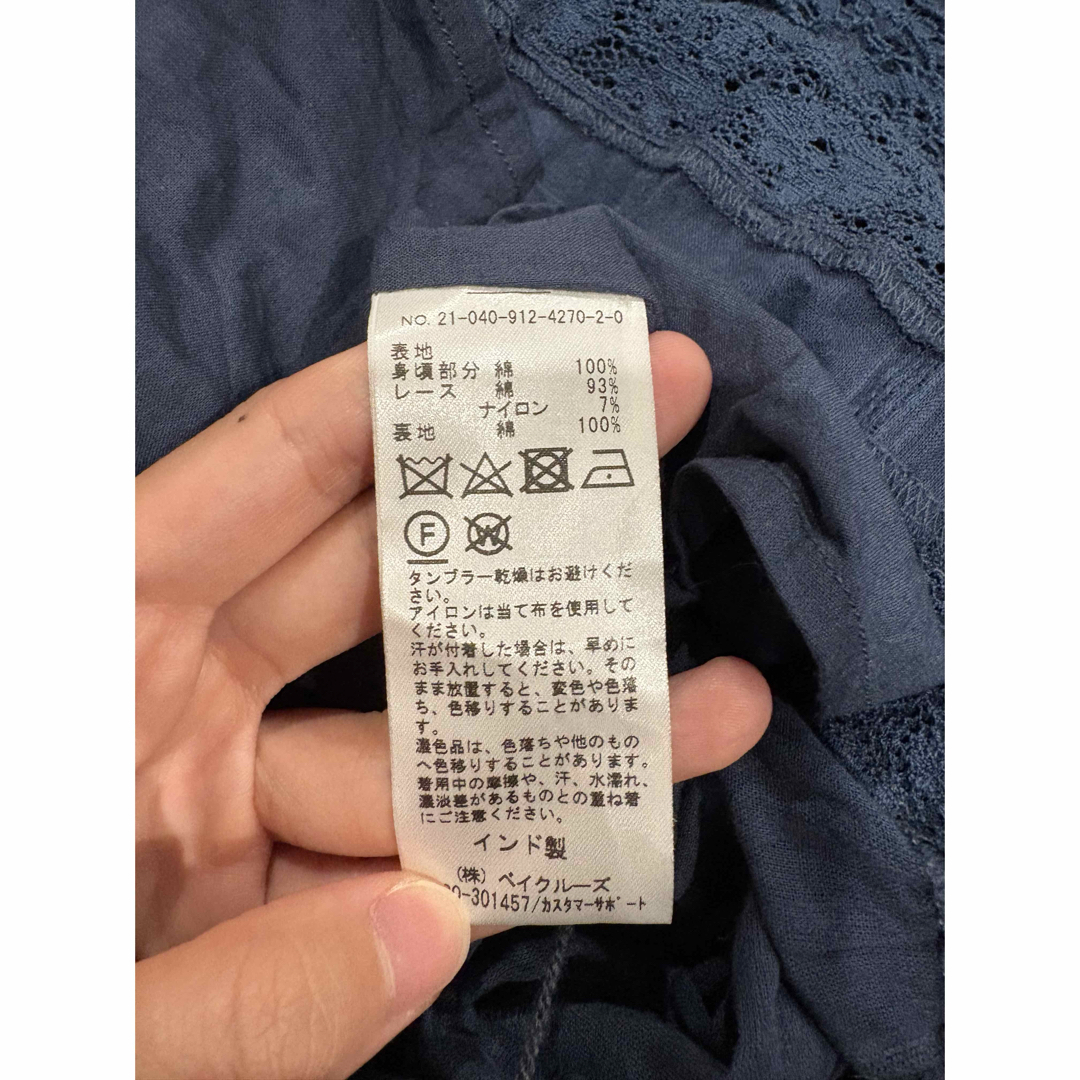 NO. 21-040-912-4270-2-0
表地
身頃部分 綿 100%
レース 綿 93%
ナイロン 7%
裏地 綿 100%
F W
タンブラー乾燥はお避けくだ
さい。
アイロンは当て布を使用して
ください。
汗が付着した場合は、早めに
お手入れしてください。その
まま放置すると、変色や色落
ち、色移りすることがありま
す。
濃色品は、色落ちや他のもの
へ色移りすることがあります。
着用中の摩擦や、汗、水濡れ、
濃淡差があるものとの重ね着
にご注意ください。
インド製
(株)ベイクルーズ
0-301457/カスタマーサポート